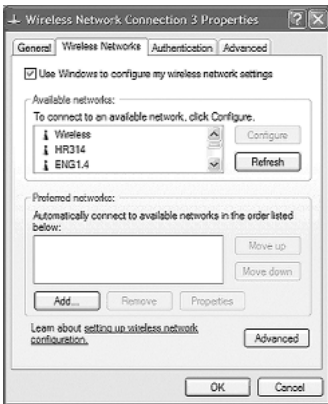 Wireless Network Connection 3 Properties
General Wireless Networks Authentication Advanced
Use Windows to configure my wireless network settings
Available networks:
To connect to an available network, click Configure.
Wireless
HR314
ENG1.4
Configure
Refresh
Preferred networks:
Automatically connect to available networks in the order listed
below:
Move up
Move down
Add... Remove Properties
Learn about setting up wireless network
configuration.
Advanced
OK Cancel